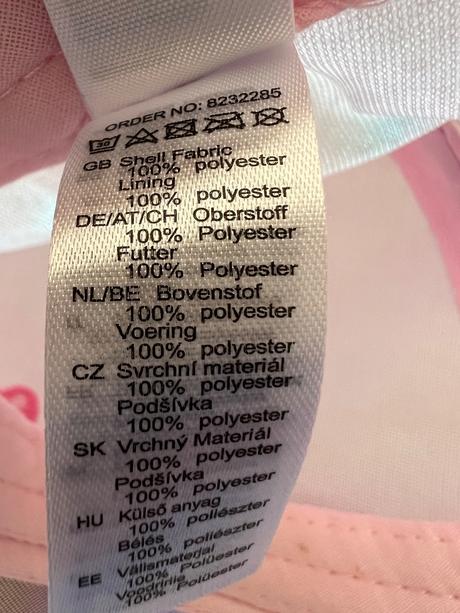 ORDER NO: 8232285
30
GB Shell Fabric
100% polyester
Lining
100% polyester
DE/AT/CH Oberstoff
100% Polyester
Futter
100% Polyester
NL/BE Bovenstof
100% polyester
Voering
100% polyester
CZ Svrchní materiál
100% polyester
Podšívka
100% polyester
SK Vrchný Materiál
100% polyester
Podšívka
100% polyester
HU Külső anyag
100% poliészter
Bélés
100% poliészter
EE Välismaterjal
100% Polüester
Voodririie
100% Polüester